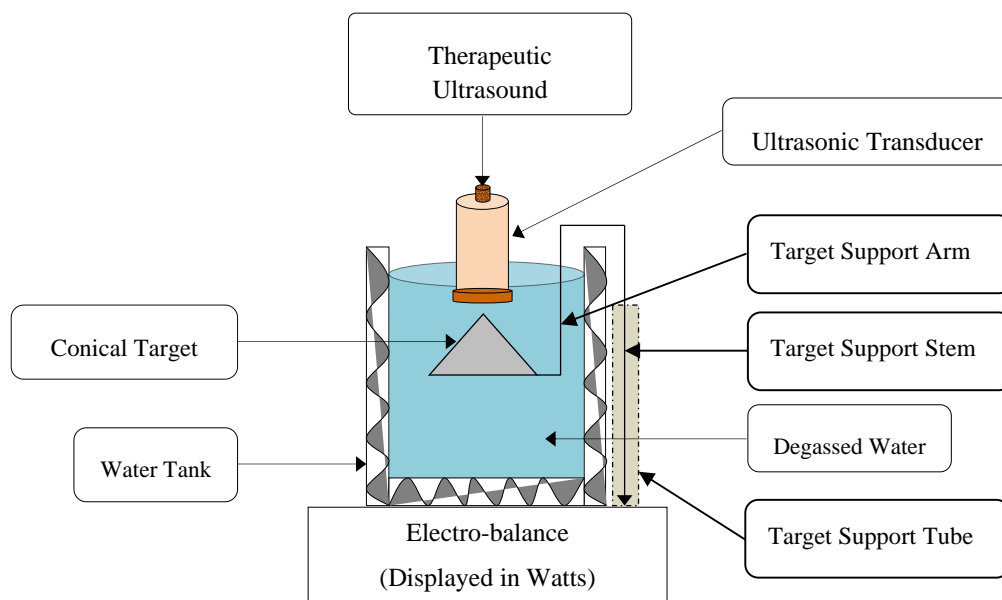 Therapeutic
Ultrasound
Ultrasonic Transducer
Target Support Arm
Conical Target
Target Support Stem
Water Tank
Degassed Water
Electro-balance
(Displayed in Watts)
Target Support Tube